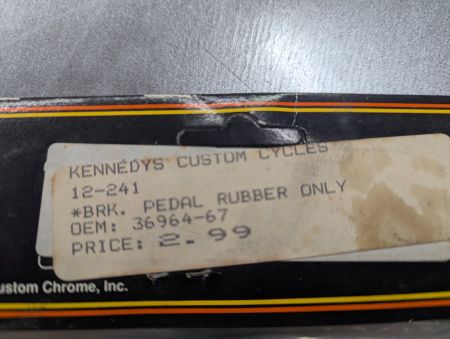 KENNEDYS CUSTOM CYCLES
12-241
*BRK. PEDAL RUBBER ONLY
OEM: 36964-67
PRICE: 2.99
ustom Chrome, Inc.